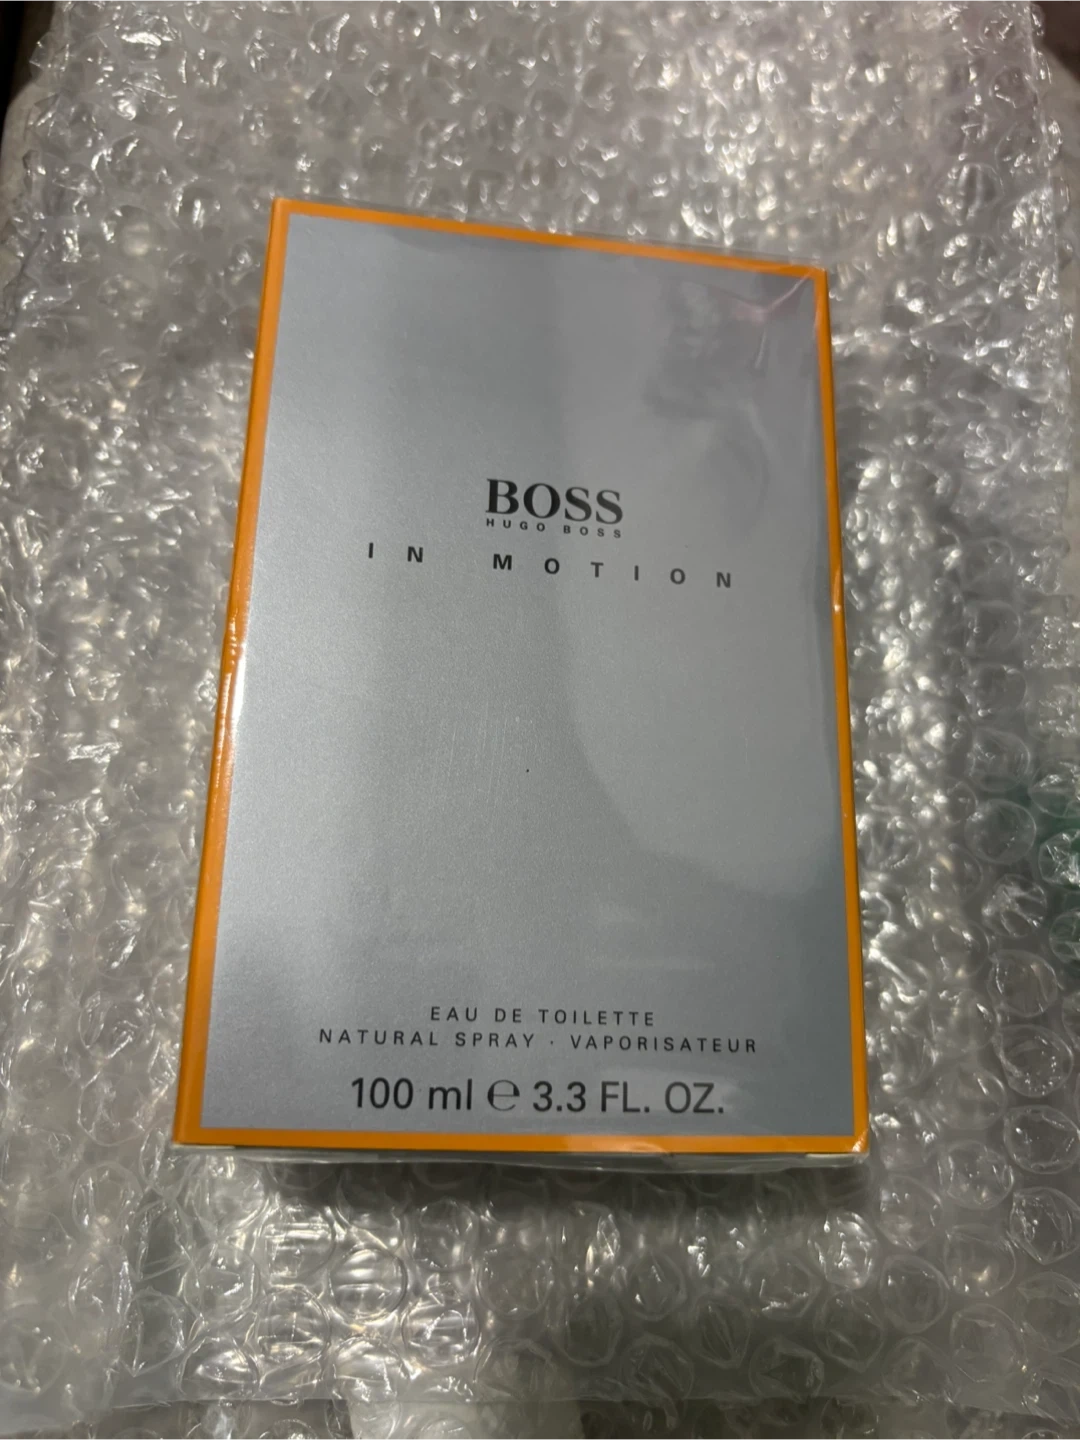 BOSS
HUGO BOSS
IN MOTION
EAU DE TOILETTE
NATURAL SPRAY · VAPORISATEUR
100 ml ℮ 3.3 FL. OZ.